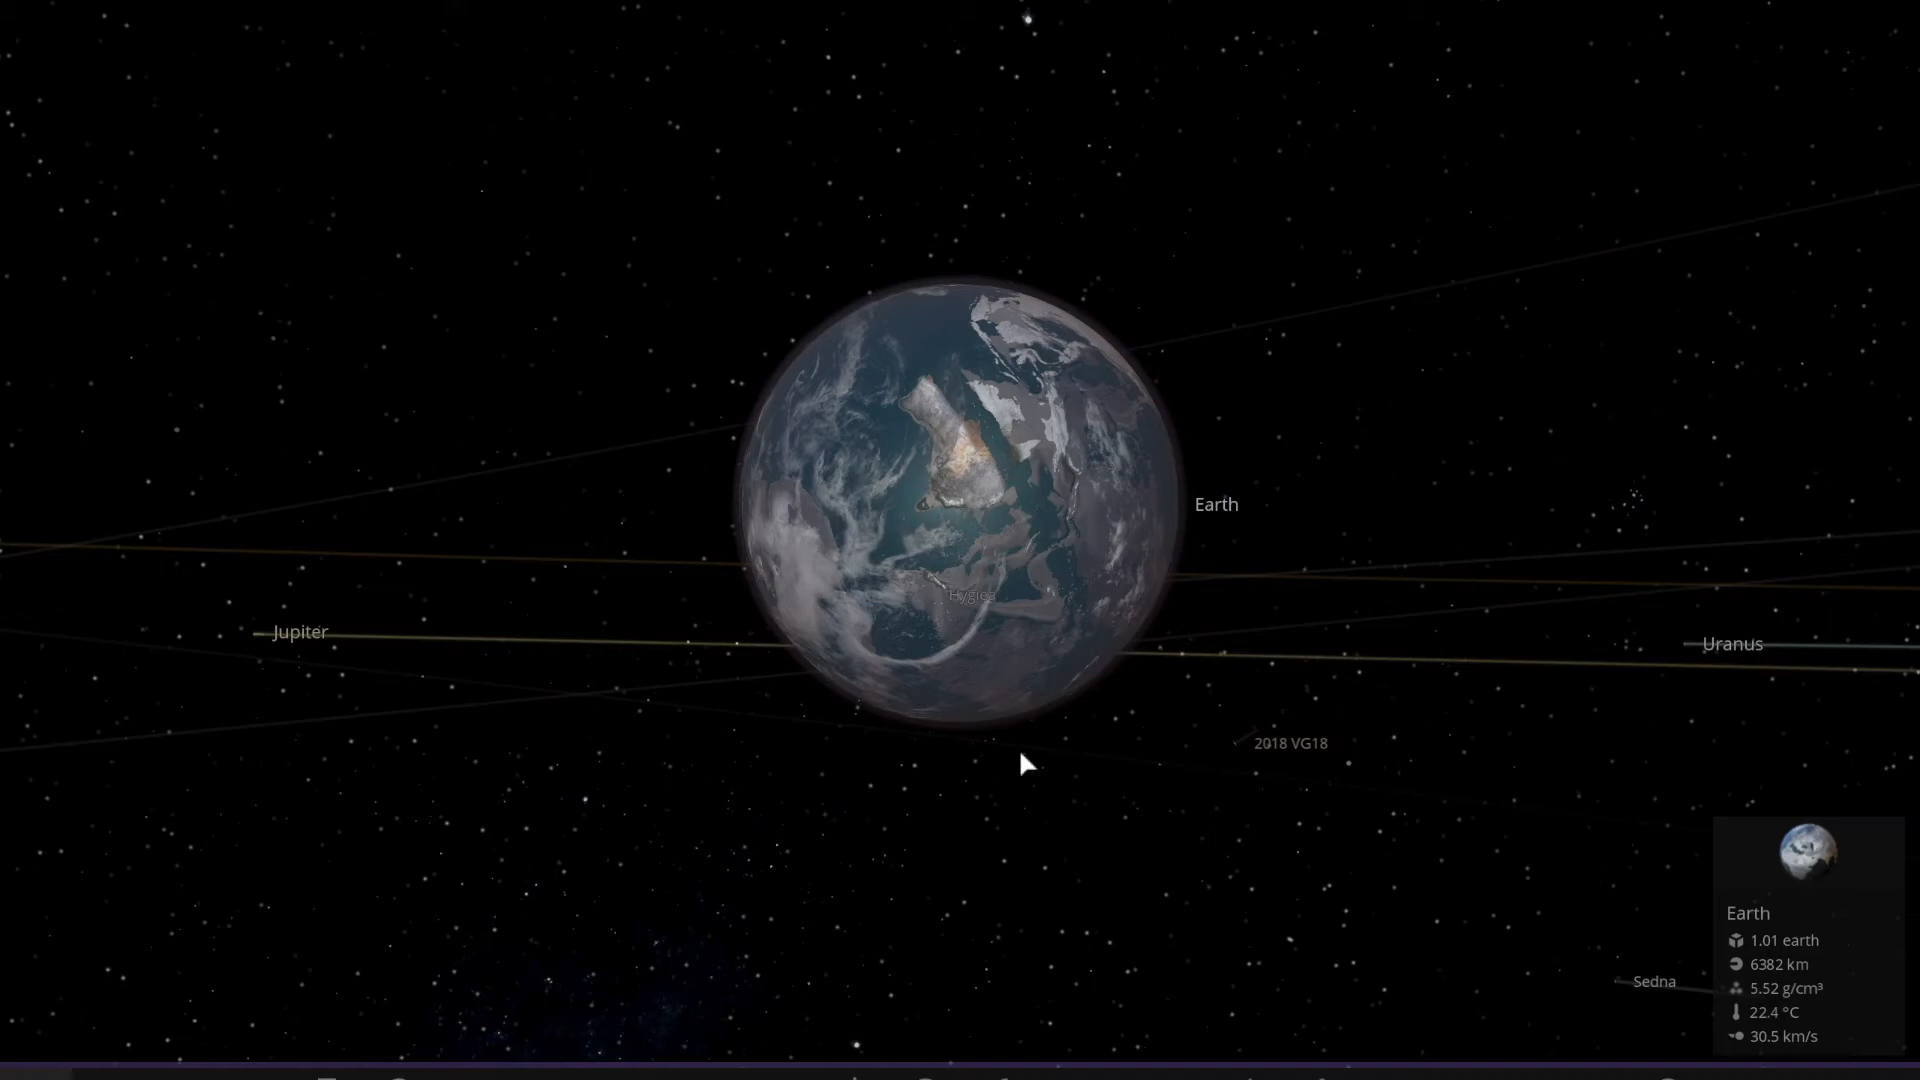 Earth
Hygiea
Jupiter
Uranus
2018 VG18
Sedna
Earth
1.01 earth
6382 km
5.52 g/cm³
22.4 °C
30.5 km/s